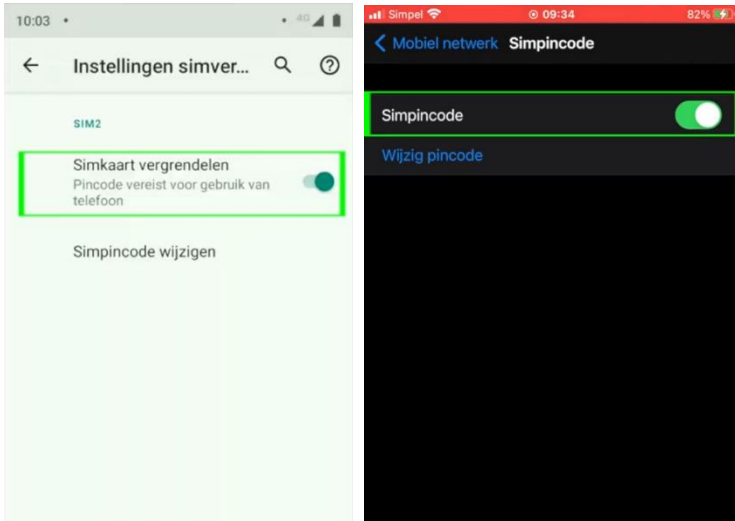 10:03
4G
Instellingen simver...
SIM2
Simkaart vergrendelen
Pincode vereist voor gebruik van
telefoon
Simpincode wijzigen
Simpel 09:34 82%
Mobiel netwerk Simpincode
Simpincode
Wijzig pincode